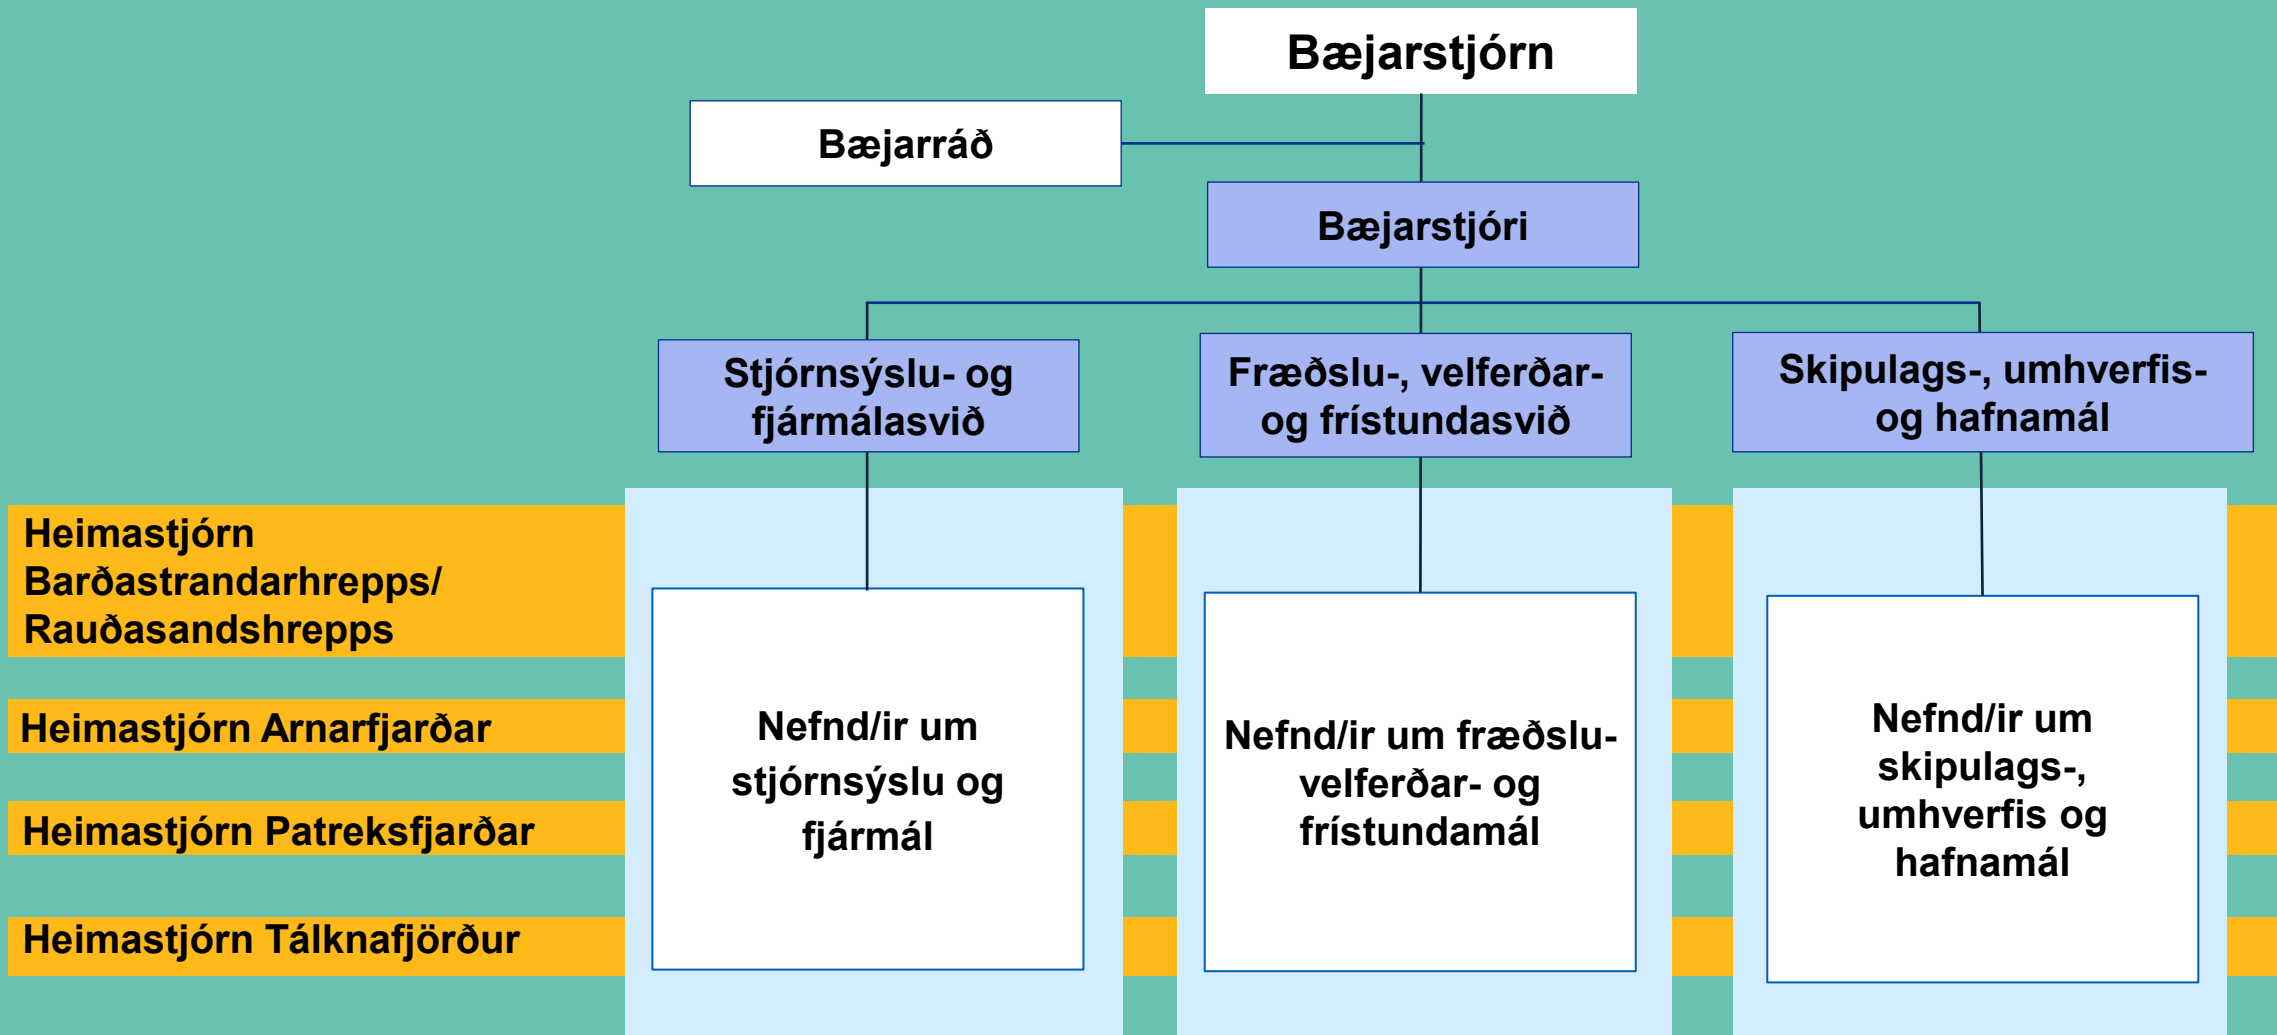 Bæjarstjórn
Bæjarráð
Bæjarstjóri
Stjórnsýslu- og
fjármálasvið
Fræðslu-, velferðar-
og frístundasvið
Skipulags-, umhverfis-
og hafnamál
Heimastjórn
Barðastrandarhrepps/
Rauðasandshrepps
Heimastjórn Arnarfjarðar
Heimastjórn Patreksfjarðar
Heimastjórn Tálknafjörður
Nefnd/ir um
stjórnsýslu og
fjármál
Nefnd/ir um fræðslu-
velferðar- og
frístundamál
Nefnd/ir um
skipulags-,
umhverfis og
hafnamál